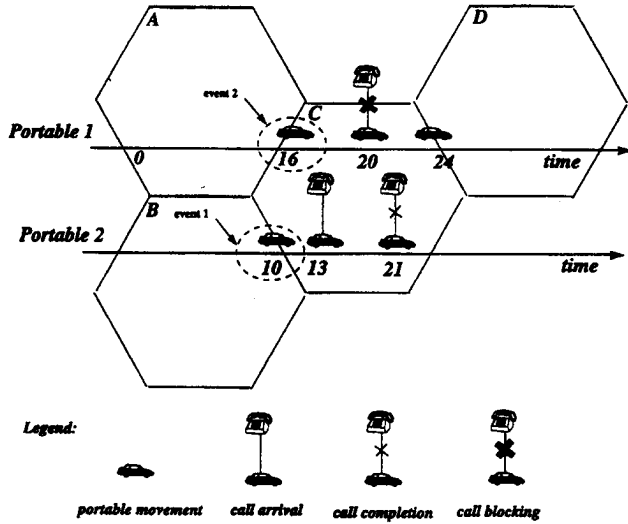 A
D
event 2
C
Portable 1
0
16
20
24
time
B
event 1
Portable 2
10
13
21
time
Legend:
portable movement
call arrival
call completion
call blocking